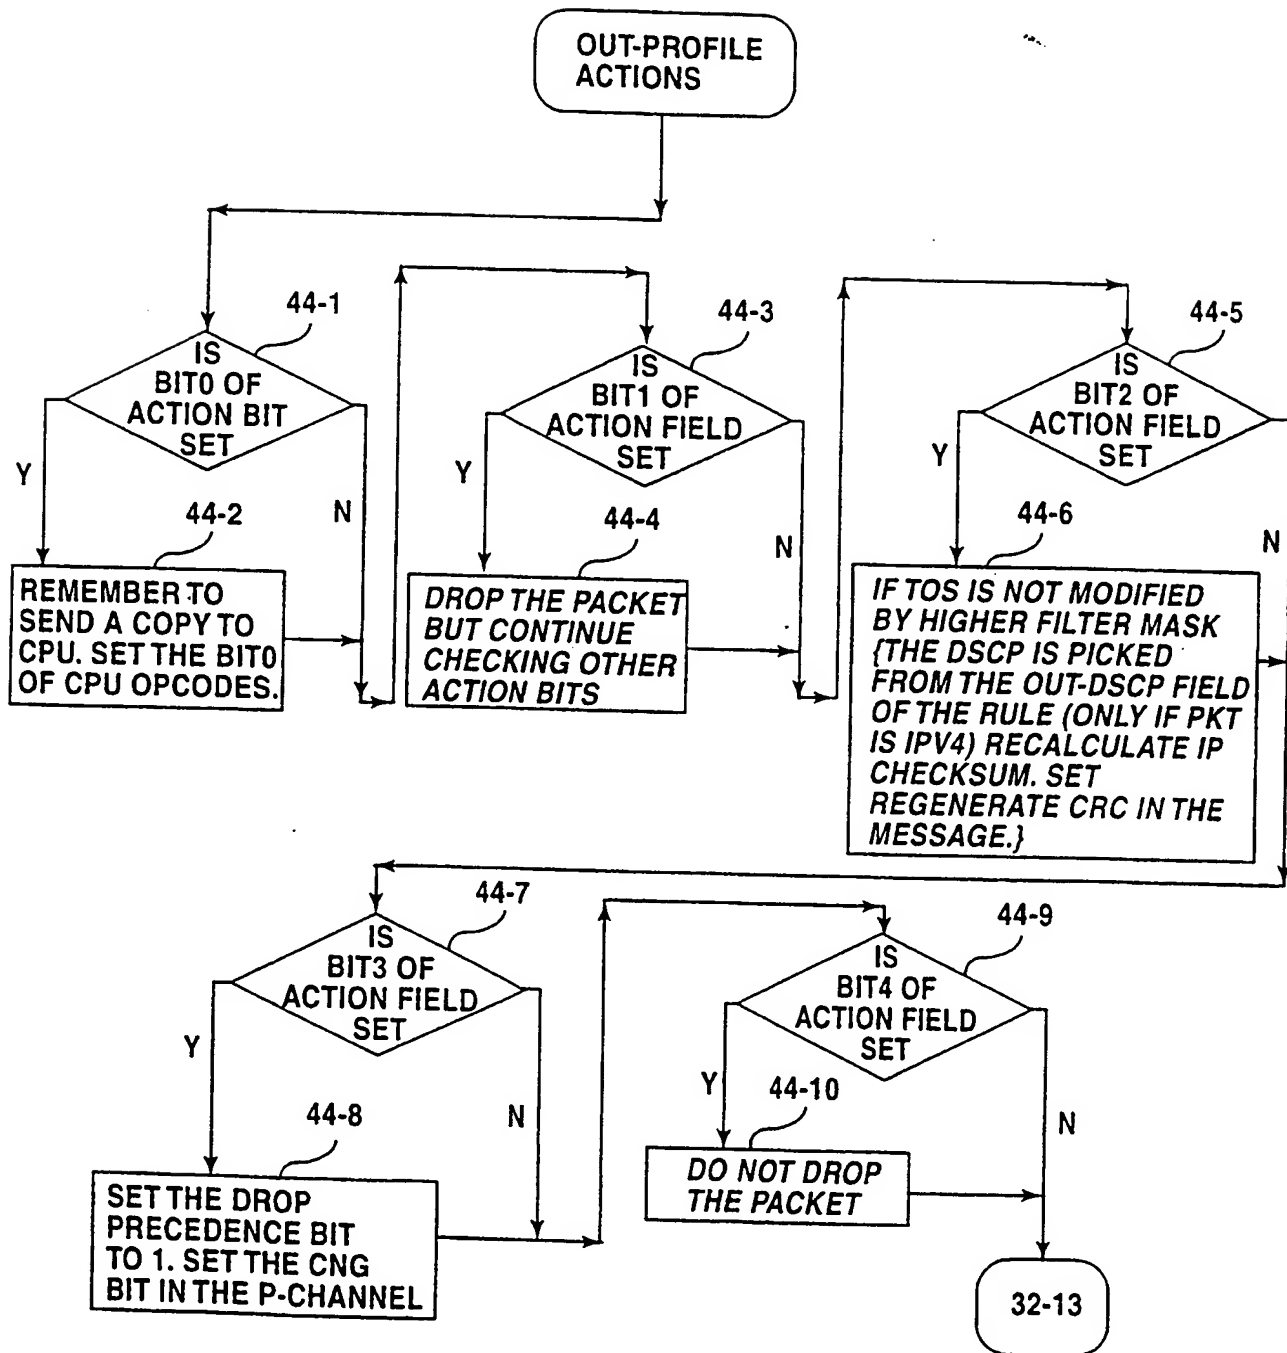 OUT-PROFILE
ACTIONS
44-1
IS
BIT0 OF
ACTION BIT
SET
Y
N
44-2
REMEMBER TO
SEND A COPY TO
CPU. SET THE BIT0
OF CPU OPCODES.
44-3
IS
BIT1 OF
ACTION FIELD
SET
Y
N
44-4
DROP THE PACKET
BUT CONTINUE
CHECKING OTHER
ACTION BITS
44-5
IS
BIT2 OF
ACTION FIELD
SET
Y
N
44-6
IF TOS IS NOT MODIFIED
BY HIGHER FILTER MASK
{THE DSCP IS PICKED
FROM THE OUT-DSCP FIELD
OF THE RULE (ONLY IF PKT
IS IPV4) RECALCULATE IP
CHECKSUM. SET
REGENERATE CRC IN THE
MESSAGE.}
44-7
IS
BIT3 OF
ACTION FIELD
SET
Y
N
44-8
SET THE DROP
PRECEDENCE BIT
TO 1. SET THE CNG
BIT IN THE P-CHANNEL
44-9
IS
BIT4 OF
ACTION FIELD
SET
Y
N
44-10
DO NOT DROP
THE PACKET
32-13